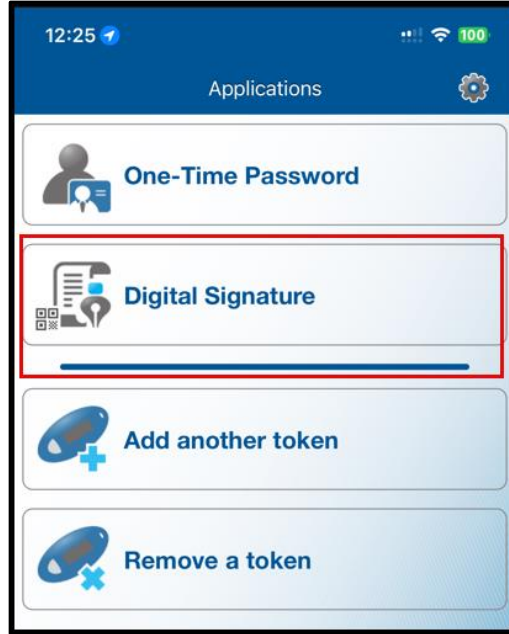 12:25
100
Applications
One-Time Password
Digital Signature
Add another token
Remove a token